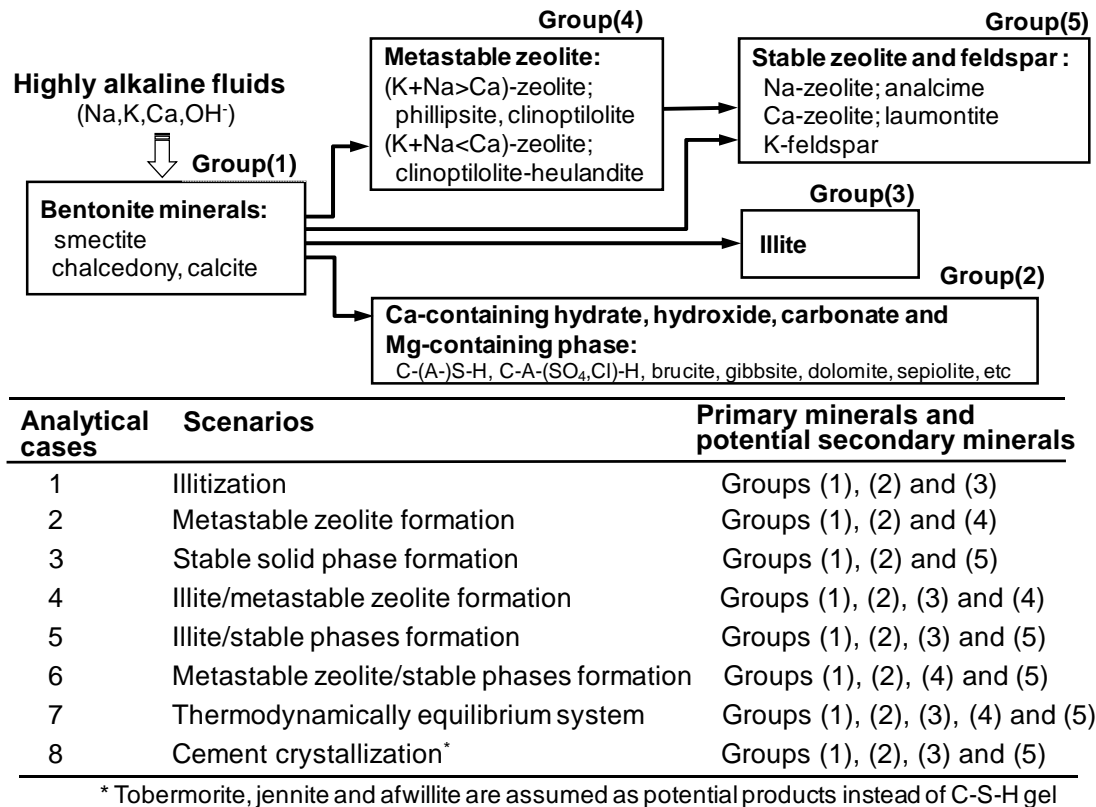 Group(4)
Group(5)
Highly alkaline fluids
(Na,K,Ca,OH⁻)
Group(1)
Bentonite minerals:
smectite
chalcedony, calcite
Metastable zeolite:
(K+Na>Ca)-zeolite;
phillipsite, clinoptilolite
(K+Na<Ca)-zeolite;
clinoptilolite-heulandite
Stable zeolite and feldspar :
Na-zeolite; analcime
Ca-zeolite; laumontite
K-feldspar
Group(3)
Illite
Group(2)
Ca-containing hydrate, hydroxide, carbonate and
Mg-containing phase:
C-(A-)S-H, C-A-(SO₄,Cl)-H, brucite, gibbsite, dolomite, sepiolite, etc
Analytical cases Scenarios Primary minerals and potential secondary minerals
1 Illitization Groups (1), (2) and (3)
2 Metastable zeolite formation Groups (1), (2) and (4)
3 Stable solid phase formation Groups (1), (2) and (5)
4 Illite/metastable zeolite formation Groups (1), (2), (3) and (4)
5 Illite/stable phases formation Groups (1), (2), (3) and (5)
6 Metastable zeolite/stable phases formation Groups (1), (2), (4) and (5)
7 Thermodynamically equilibrium system Groups (1), (2), (3), (4) and (5)
8 Cement crystallization* Groups (1), (2), (3) and (5)
* Tobermorite, jennite and afwillite are assumed as potential products instead of C-S-H gel